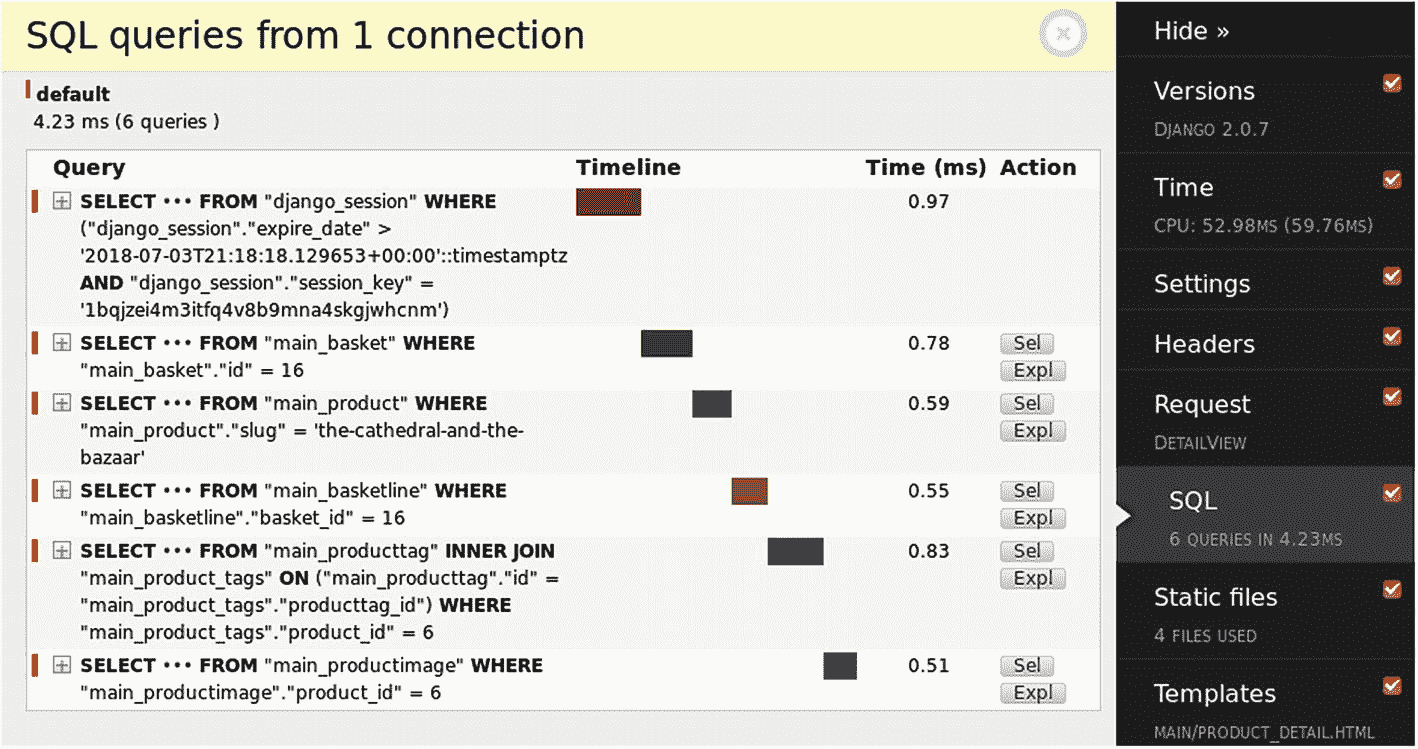 SQL queries from 1 connection
default
4.23 ms (6 queries )
Query Timeline Time (ms) Action
SELECT ••• FROM "django_session" WHERE 0.97
("django_session"."expire_date" >
'2018-07-03T21:18:18.129653+00:00'::timestamptz
AND "django_session"."session_key" =
'1bqjzei4m3itfq4v8b9mna4skgjwhcnm')
SELECT ••• FROM "main_basket" WHERE 0.78 Sel
"main_basket"."id" = 16 Expl
SELECT ••• FROM "main_product" WHERE 0.59 Sel
"main_product"."slug" = 'the-cathedral-and-the- Expl
bazaar'
SELECT ••• FROM "main_basketline" WHERE 0.55 Sel
"main_basketline"."basket_id" = 16 Expl
SELECT ••• FROM "main_producttag" INNER JOIN 0.83 Sel
"main_product_tags" ON ("main_producttag"."id" = Expl
"main_product_tags"."producttag_id") WHERE
"main_product_tags"."product_id" = 6
SELECT ••• FROM "main_productimage" WHERE 0.51 Sel
"main_productimage"."product_id" = 6 Expl
Hide »
Versions
DJANGO 2.0.7
Time
CPU: 52.98MS (59.76MS)
Settings
Headers
Request
DETAILVIEW
SQL
6 QUERIES IN 4.23MS
Static files
4 FILES USED
Templates
MAIN/PRODUCT_DETAIL.HTML